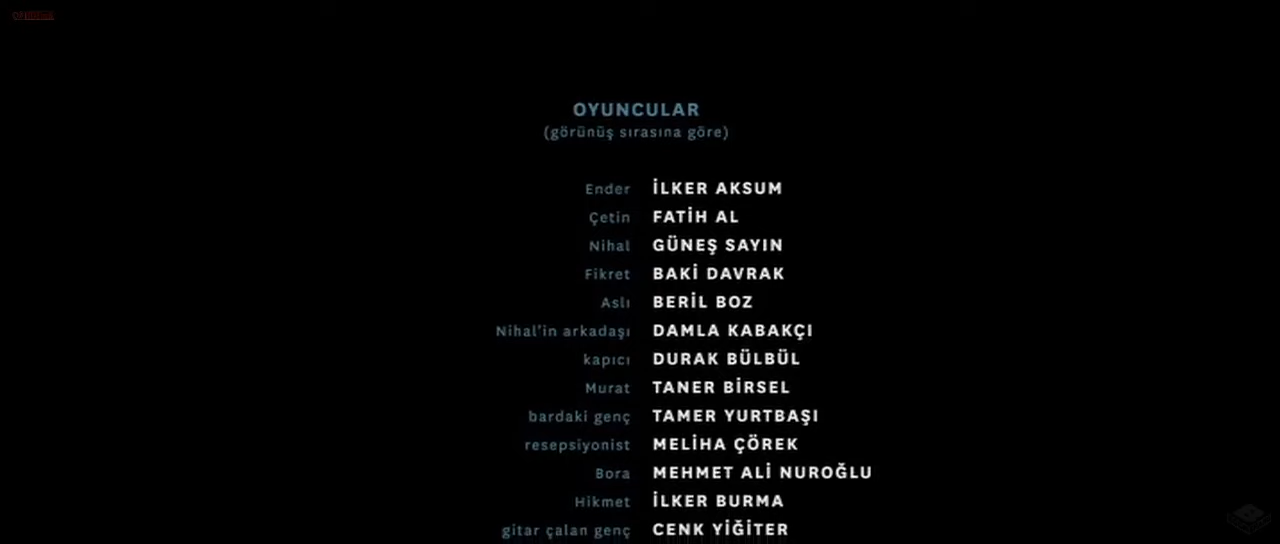 OYUNCULAR
(görünüş sırasına göre)
Ender İLKER AKSUM
Çetin FATİH AL
Nihal GÜNEŞ SAYIN
Fikret BAKİ DAVRAK
Aslı BERİL BOZ
Nihal'in arkadaşı DAMLA KABAKÇI
kapıcı DURAK BÜLBÜL
Murat TANER BİRSEL
bardaki genç TAMER YURTBAŞI
resepsiyonist MELİHA ÇÖREK
Bora MEHMET ALİ NUROĞLU
Hikmet İLKER BURMA
gitar çalan genç CENK YİĞİTER